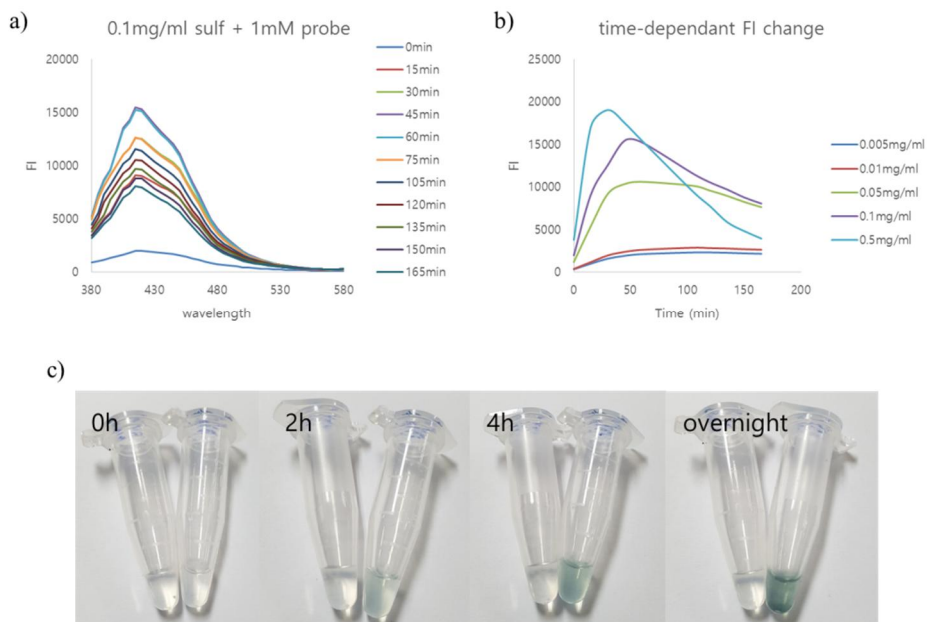 a)
0.1mg/ml sulf + 1mM probe
20000
15000
10000
5000
0
FI
380
430
480
530
580
wavelength
0min
15min
30min
45min
60min
75min
105min
120min
135min
150min
165min
b)
time-dependant FI change
25000
20000
15000
10000
5000
0
FI
0
50
100
150
200
Time (min)
0.005mg/ml
0.01mg/ml
0.05mg/ml
0.1mg/ml
0.5mg/ml
c)
0h
2h
4h
overnight